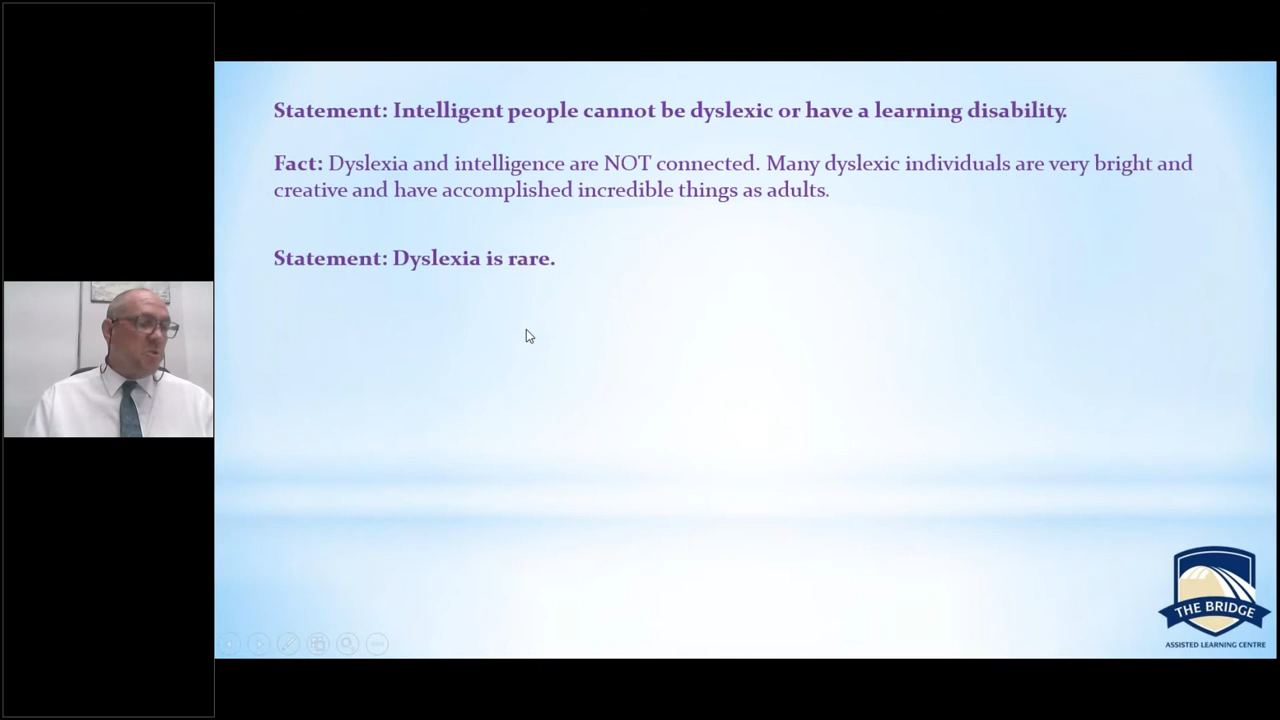 Statement: Intelligent people cannot be dyslexic or have a learning disability.
Fact: Dyslexia and intelligence are NOT connected. Many dyslexic individuals are very bright and
creative and have accomplished incredible things as adults.
Statement: Dyslexia is rare.
THE BRIDGE
ASSISTED LEARNING CENTRE